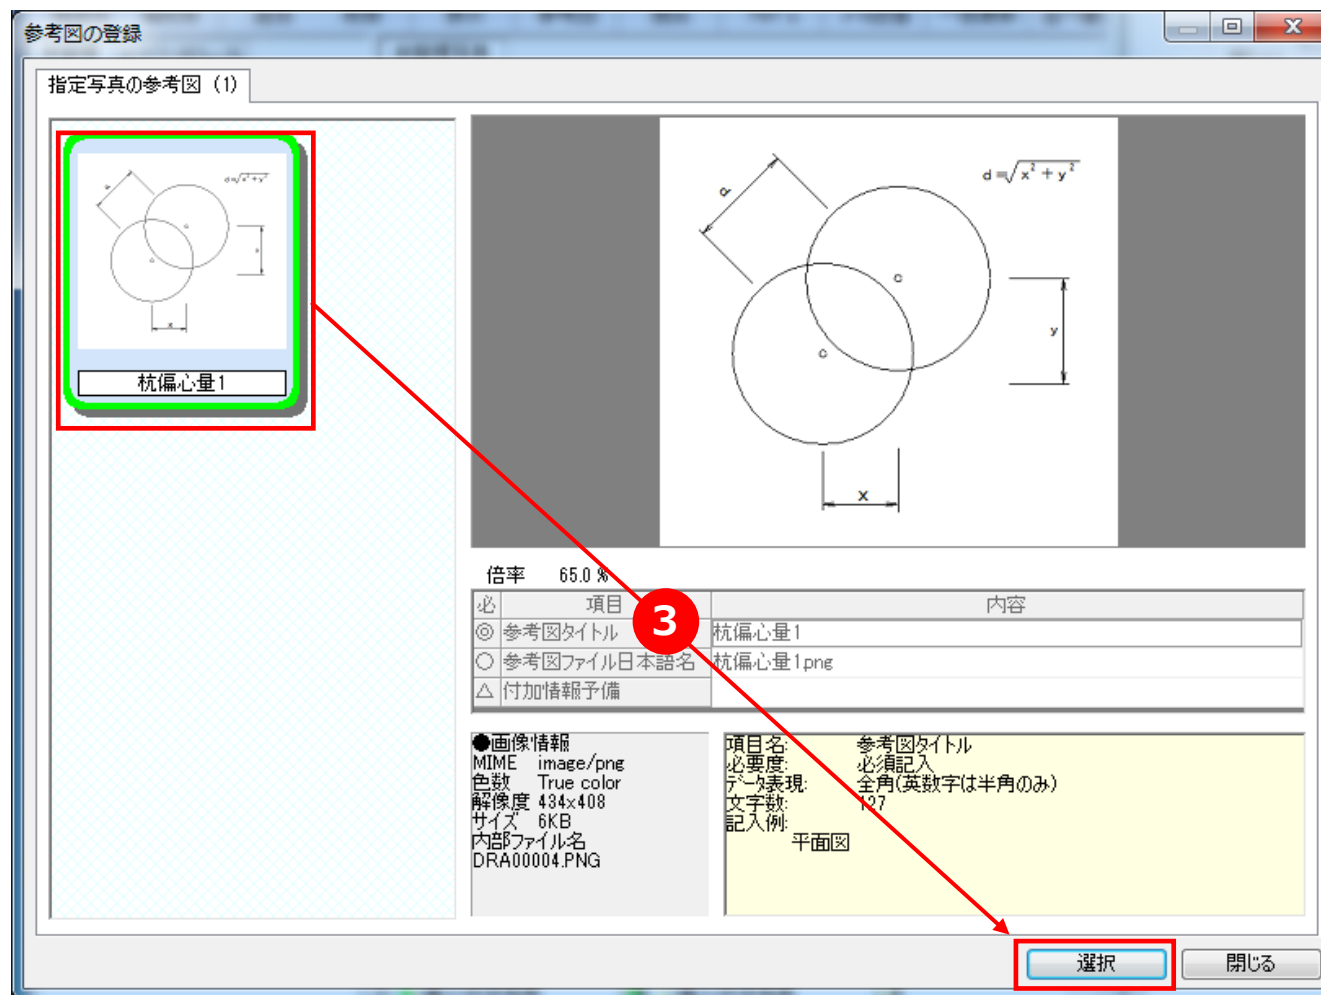 参考図の登録
指定写真の参考図 (1)
d=√x²+y²
d
y
x
杭偏心量1
d=√x²+y²
d
y
x
倍率 65.0 %
必 項目 内容
◎ 参考図タイトル 杭偏心量1
○ 参考図ファイル日本語名 杭偏心量1.png
△ 付加情報予備
3
●画像情報
MIME image/png
色数 True color
解像度 434x408
サイズ 6KB
内部ファイル名
DRA00004.PNG
項目名: 参考図タイトル
必要度: 必須記入
データ表現: 全角(英数字は半角のみ)
文字数: 127
記入例:
平面図
選択 閉じる